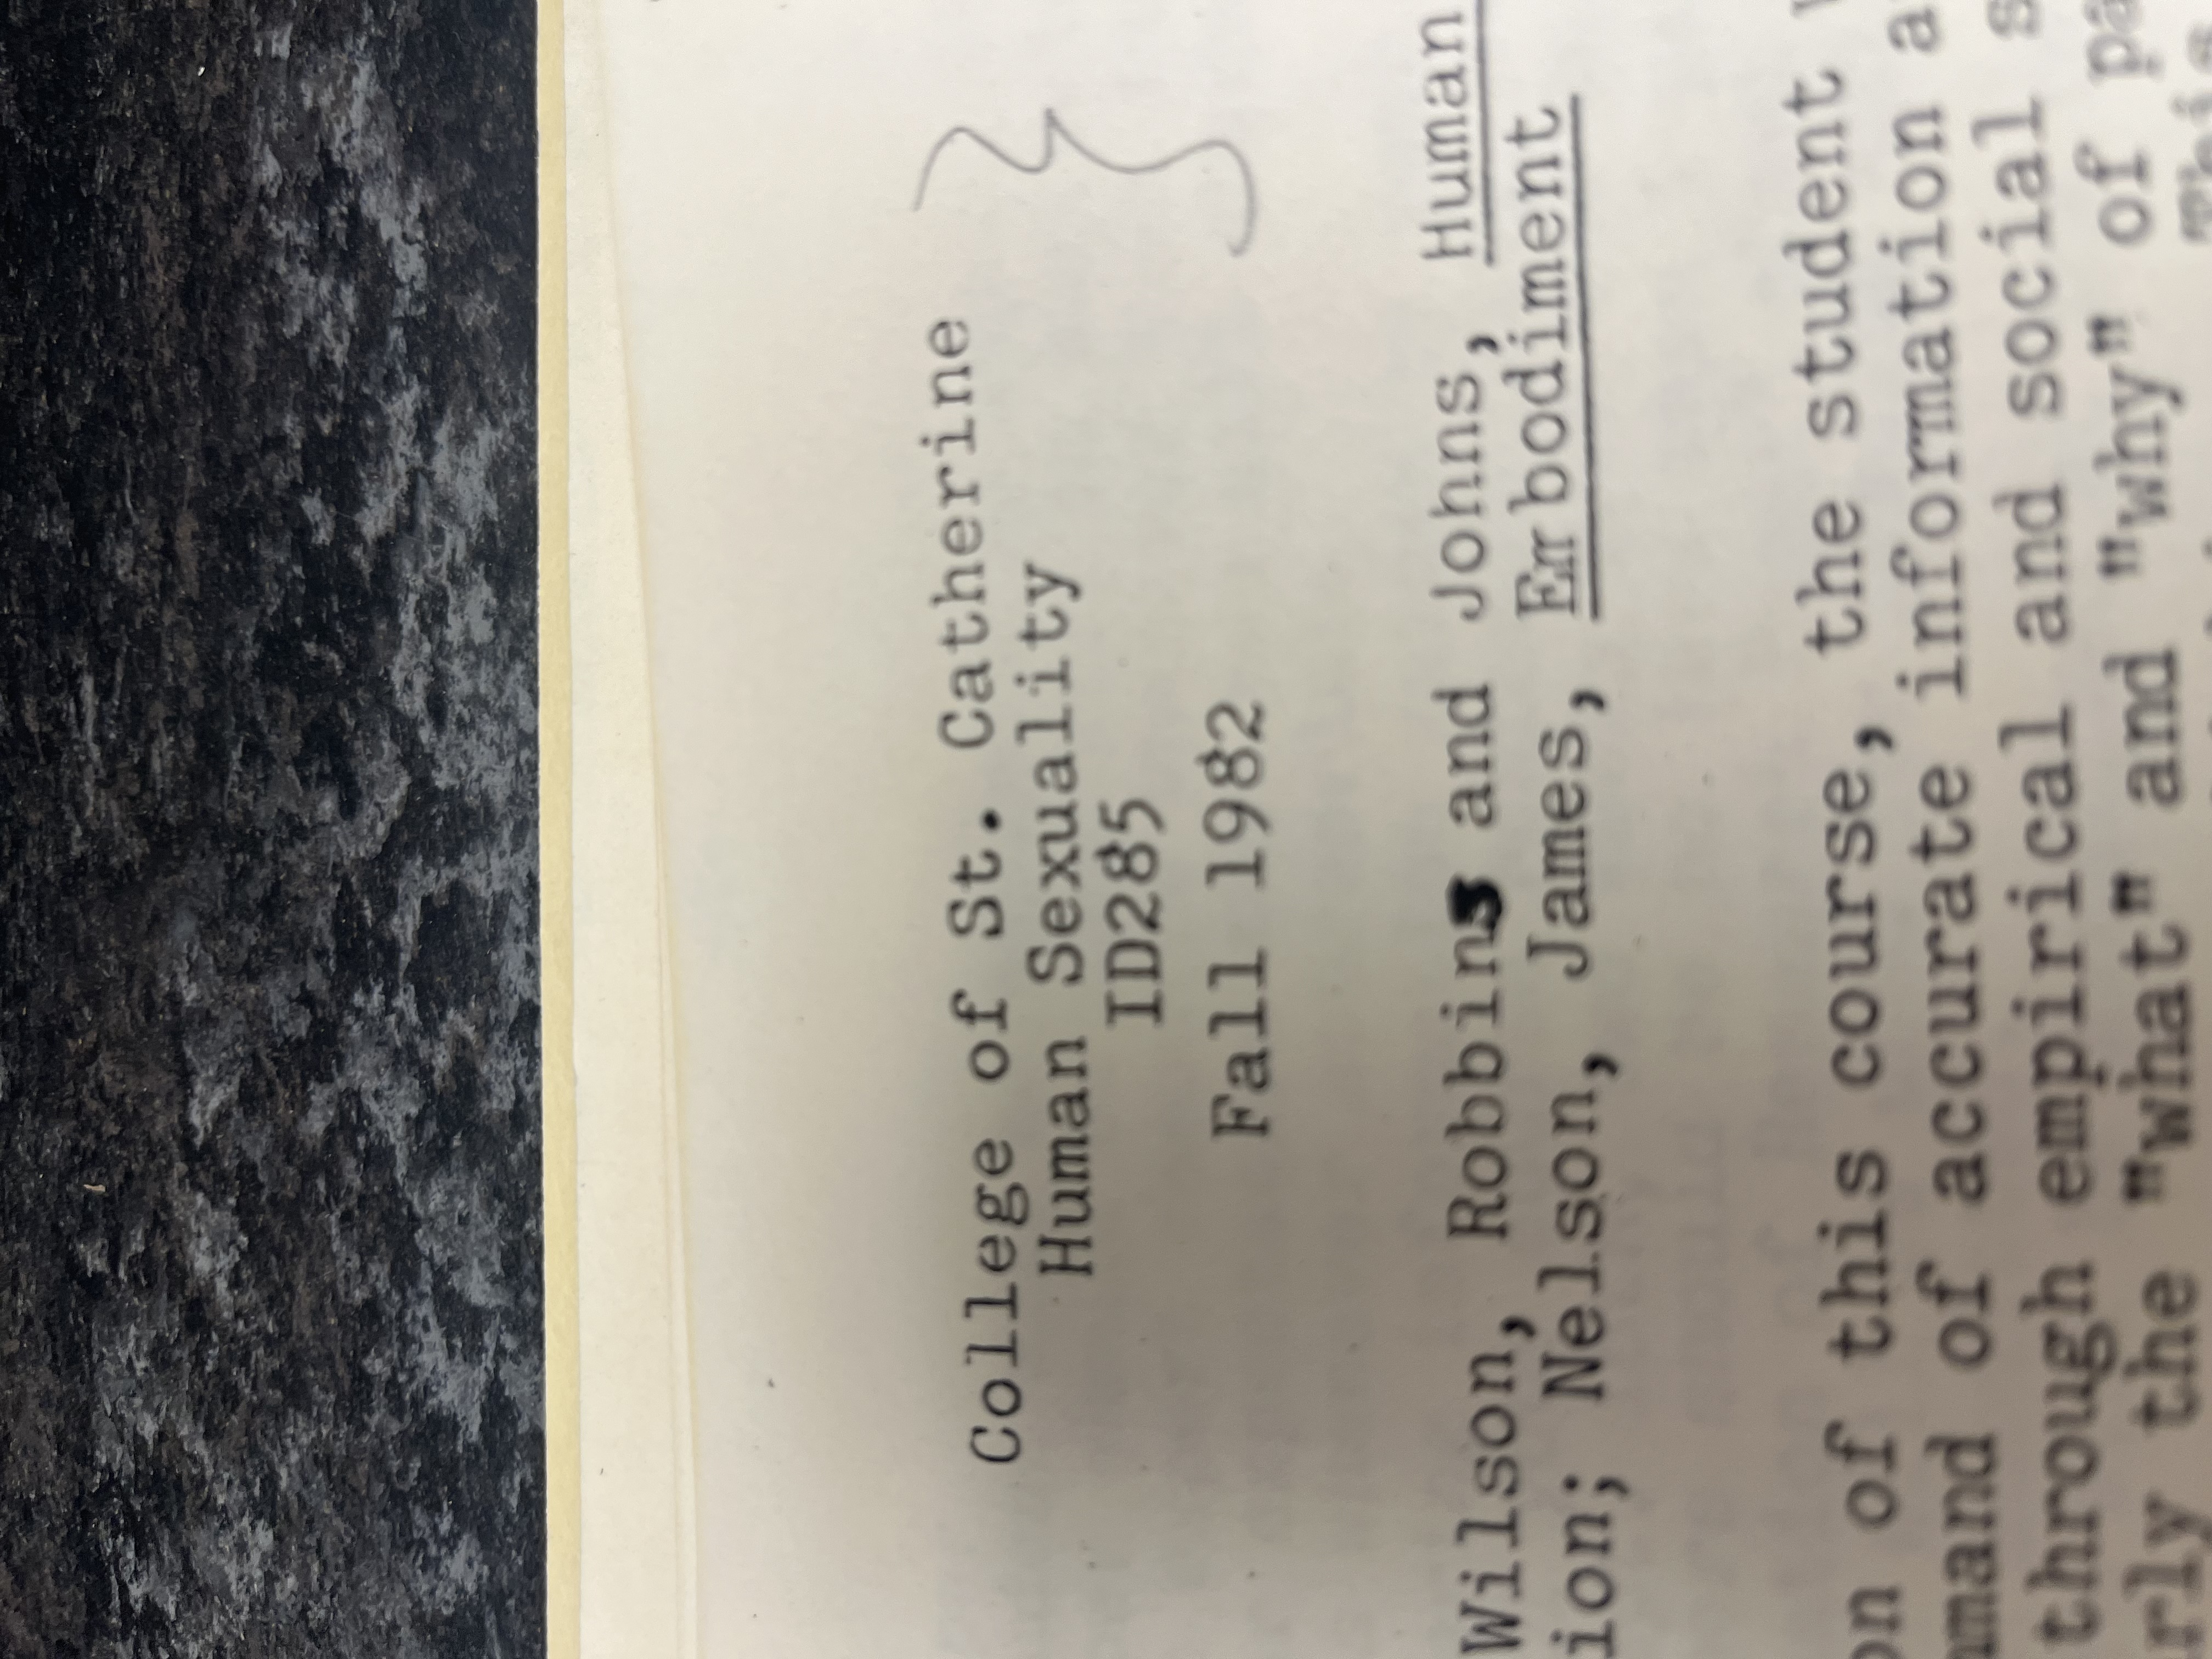 College of St. Catherine
Human Sexuality
ID285
Fall 1982
Wilson, Robbins and Johns, Human
ion; Nelson, James, Embodiment
on of this course, the student
mmand of accurate information a
through empirical and social s
rly the "what" and "why" of pa
This